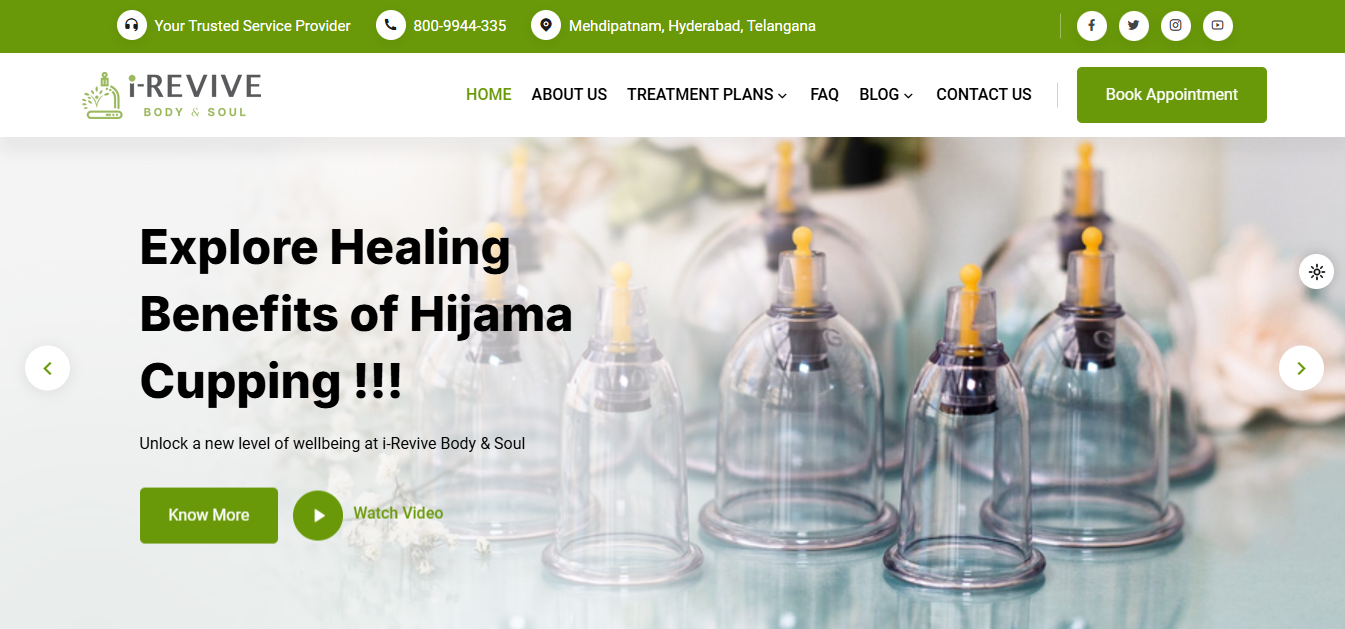 Your Trusted Service Provider
800-9944-335
Mehdipatnam, Hyderabad, Telangana
i-REVIVE
BODY & SOUL
HOME
ABOUT US
TREATMENT PLANS
FAQ
BLOG
CONTACT US
Book Appointment
Explore Healing
Benefits of Hijama
Cupping !!!
Unlock a new level of wellbeing at i-Revive Body & Soul
Know More
Watch Video